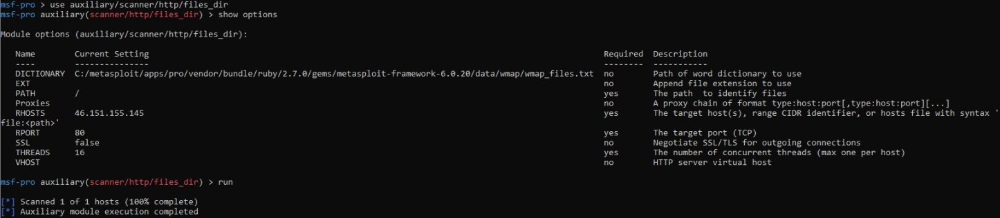 msf-pro > use auxiliary/scanner/http/files_dir
msf-pro auxiliary(scanner/http/files_dir) > show options
Module options (auxiliary/scanner/http/files_dir):
Name Current Setting Required Description
---- --------------- -------- -----------
DICTIONARY C:/metasploit/apps/pro/vendor/bundle/ruby/2.7.0/gems/metasploit-framework-6.0.20/data/wmap/wmap_files.txt no Path of word dictionary to use
EXT no Append file extension to use
PATH / yes The path  to identify files
Proxies no A proxy chain of format type:host:port[,type:host:port][...]
RHOSTS 46.151.155.145 yes The target host(s), range CIDR identifier, or hosts file with syntax '
file:<path>'
RPORT 80 yes The target port (TCP)
SSL false no Negotiate SSL/TLS for outgoing connections
THREADS 16 yes The number of concurrent threads (max one per host)
VHOST no HTTP server virtual host
msf-pro auxiliary(scanner/http/files_dir) > run
[*] Scanned 1 of 1 hosts (100% complete)
[*] Auxiliary module execution completed